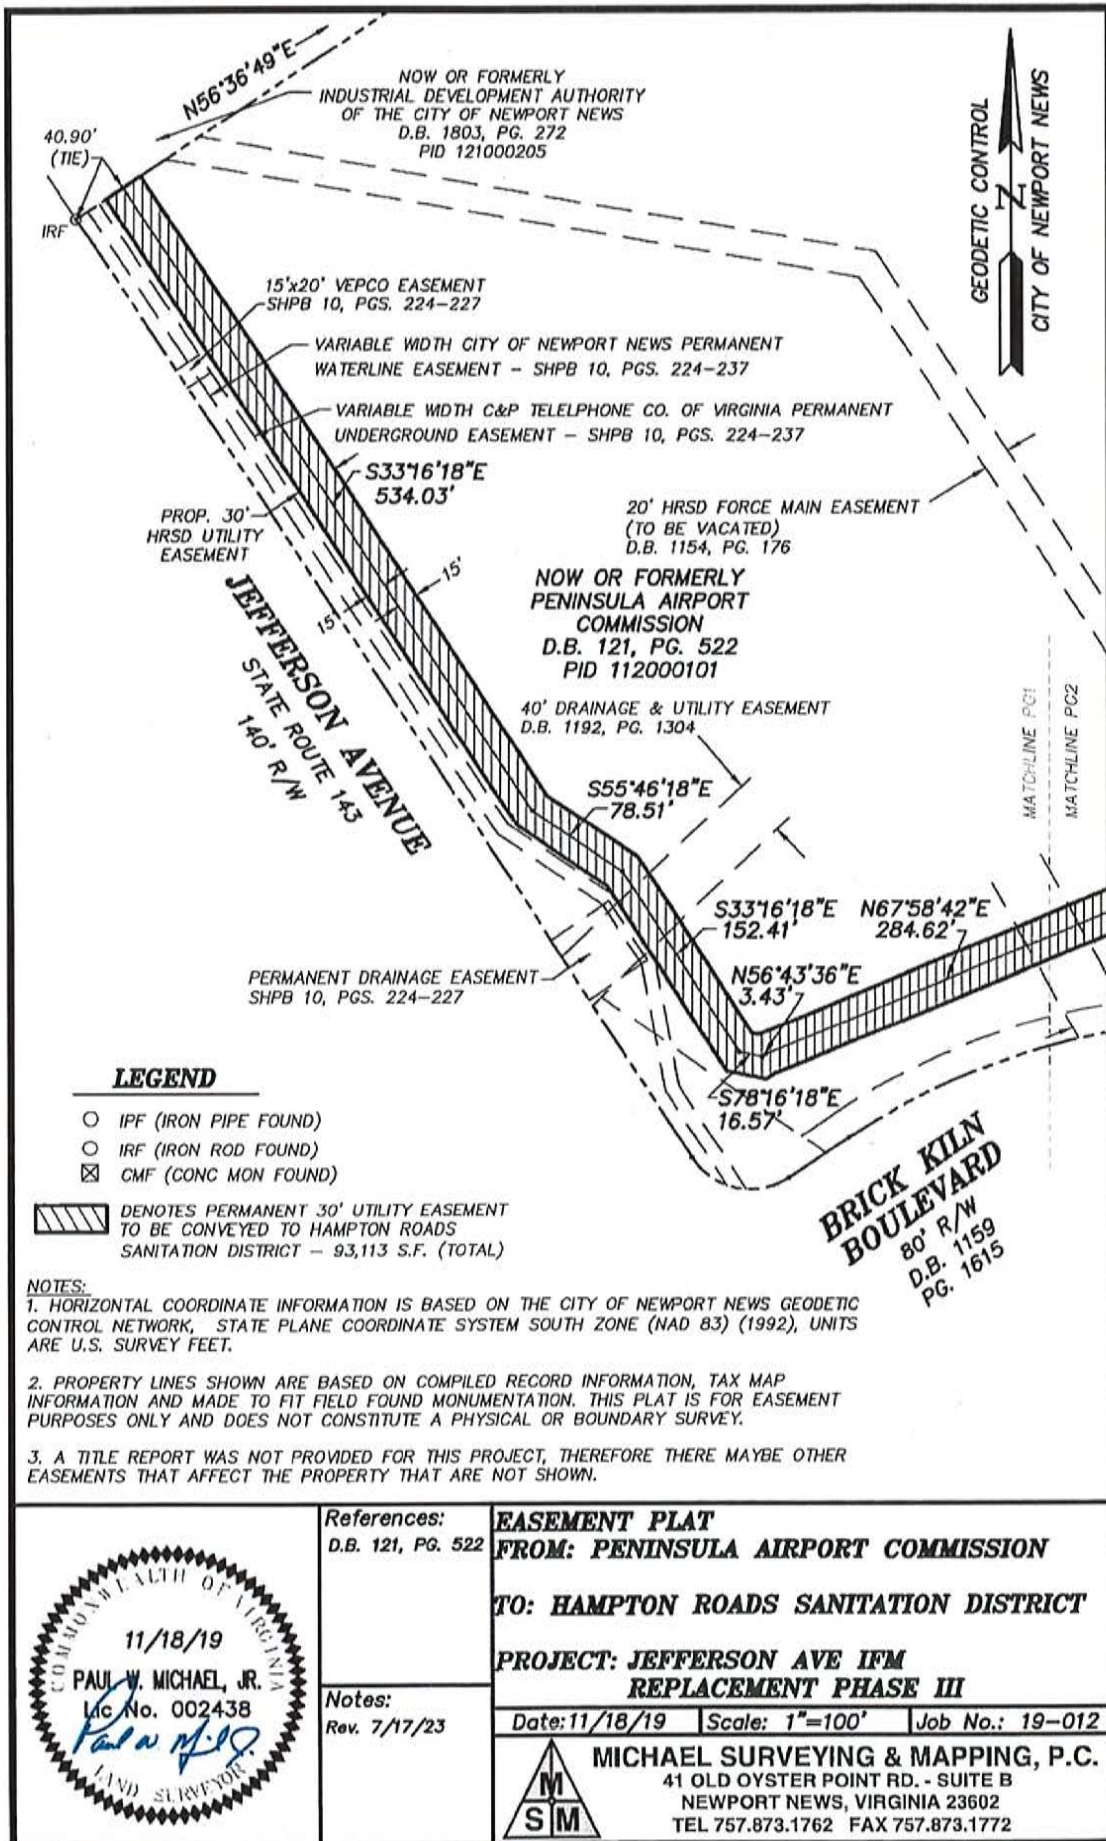 N56°36'49"E
NOW OR FORMERLY
INDUSTRIAL DEVELOPMENT AUTHORITY
OF THE CITY OF NEWPORT NEWS
D.B. 1803, PG. 272
PID 121000205
40.90'
(TIE)
IRF
GEODETIC CONTROL
N
CITY OF NEWPORT NEWS
15'x20' VEPCO EASEMENT
SHPB 10, PGS. 224-227
VARIABLE WIDTH CITY OF NEWPORT NEWS PERMANENT
WATERLINE EASEMENT - SHPB 10, PGS. 224-237
VARIABLE WIDTH C&P TELELPHONE CO. OF VIRGINIA PERMANENT
UNDERGROUND EASEMENT - SHPB 10, PGS. 224-237
S33°16'18"E
534.03'
PROP. 30'
HRSD UTILITY
EASEMENT
20' HRSD FORCE MAIN EASEMENT
(TO BE VACATED)
D.B. 1154, PG. 176
15'
15'
NOW OR FORMERLY
PENINSULA AIRPORT
COMMISSION
D.B. 121, PG. 522
PID 112000101
JEFFERSON AVENUE
STATE ROUTE 143
140' R/W
40' DRAINAGE & UTILITY EASEMENT
D.B. 1192, PG. 1304
MATCHLINE PG1
MATCHLINE PG2
S55°46'18"E
78.51'
S33°16'18"E
152.41'
N67°58'42"E
284.62'
N56°43'36"E
3.43'
PERMANENT DRAINAGE EASEMENT
SHPB 10, PGS. 224-227
S78°16'18"E
16.57'
BRICK KILN
BOULEVARD
80' R/W
D.B. 1159
PG. 1615
LEGEND
IPF (IRON PIPE FOUND)
IRF (IRON ROD FOUND)
CMF (CONC MON FOUND)
DENOTES PERMANENT 30' UTILITY EASEMENT
TO BE CONVEYED TO HAMPTON ROADS
SANITATION DISTRICT - 93,113 S.F. (TOTAL)
NOTES:
1. HORIZONTAL COORDINATE INFORMATION IS BASED ON THE CITY OF NEWPORT NEWS GEODETIC
CONTROL NETWORK, STATE PLANE COORDINATE SYSTEM SOUTH ZONE (NAD 83) (1992), UNITS
ARE U.S. SURVEY FEET.
2. PROPERTY LINES SHOWN ARE BASED ON COMPILED RECORD INFORMATION, TAX MAP
INFORMATION AND MADE TO FIT FIELD FOUND MONUMENTATION. THIS PLAT IS FOR EASEMENT
PURPOSES ONLY AND DOES NOT CONSTITUTE A PHYSICAL OR BOUNDARY SURVEY.
3. A TITLE REPORT WAS NOT PROVIDED FOR THIS PROJECT, THEREFORE THERE MAYBE OTHER
EASEMENTS THAT AFFECT THE PROPERTY THAT ARE NOT SHOWN.
COMMONWEALTH OF VIRGINIA
11/18/19
PAUL W. MICHAEL, JR.
Lic No. 002438
LAND SURVEYOR
References:
D.B. 121, PG. 522
Notes:
Rev. 7/17/23
EASEMENT PLAT
FROM: PENINSULA AIRPORT COMMISSION
TO: HAMPTON ROADS SANITATION DISTRICT
PROJECT: JEFFERSON AVE IFM
REPLACEMENT PHASE III
Date: 11/18/19 Scale: 1"=100' Job No.: 19-012
M
S M
MICHAEL SURVEYING & MAPPING, P.C.
41 OLD OYSTER POINT RD. - SUITE B
NEWPORT NEWS, VIRGINIA 23602
TEL 757.873.1762 FAX 757.873.1772